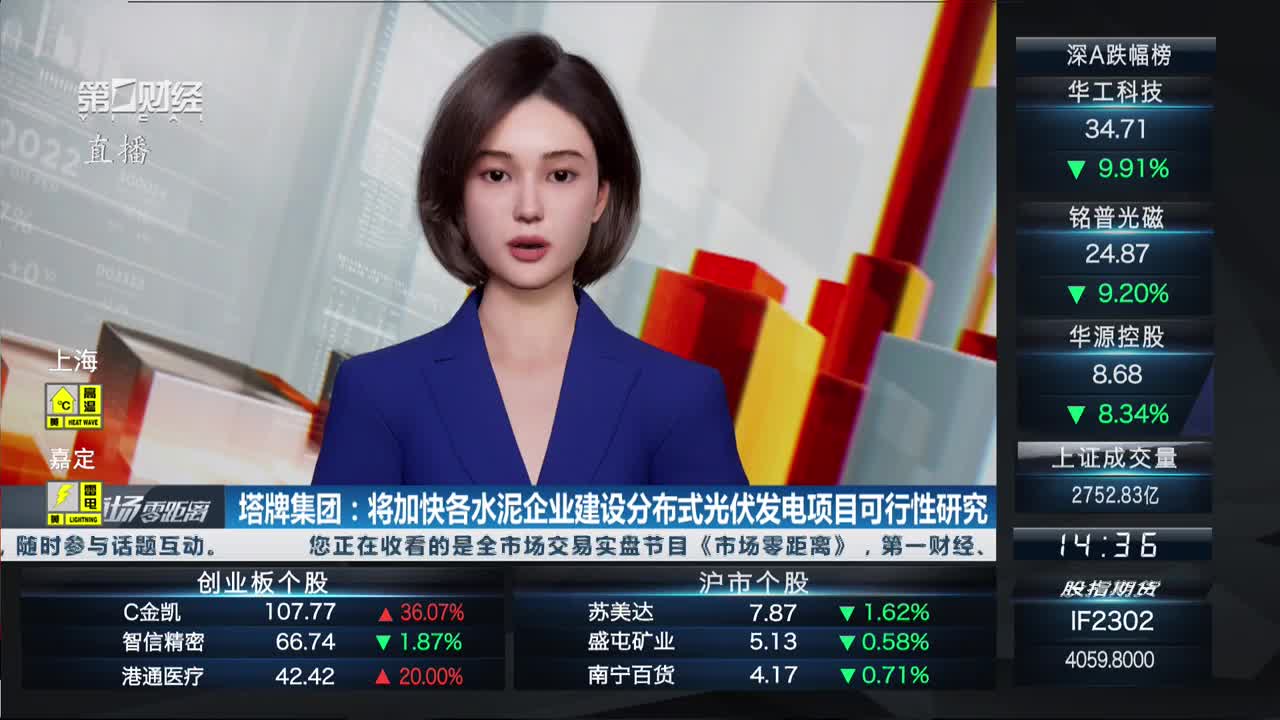 第一财经
YICAI
直播
0022
上海
℃
高温
黄 HEAT WAVE
嘉定
雷电
黄 LIGHTNING
市场零距离
塔牌集团：将加快各水泥企业建设分布式光伏发电项目可行性研究
，随时参与话题互动。 您正在收看的是全市场交易实盘节目《市场零距离》，第一财经、
创业板个股
C金凯 107.77 ▲ 36.07%
智信精密 66.74 ▼ 1.87%
港通医疗 42.42 ▲ 20.00%
沪市个股
苏美达 7.87 ▼ 1.62%
盛屯矿业 5.13 ▼ 0.58%
南宁百货 4.17 ▼ 0.71%
深A跌幅榜
华工科技
34.71
▼ 9.91%
铭普光磁
24.87
▼ 9.20%
华源控股
8.68
▼ 8.34%
上证成交量
2752.83亿
14:36
股指期货
IF2302
4059.8000